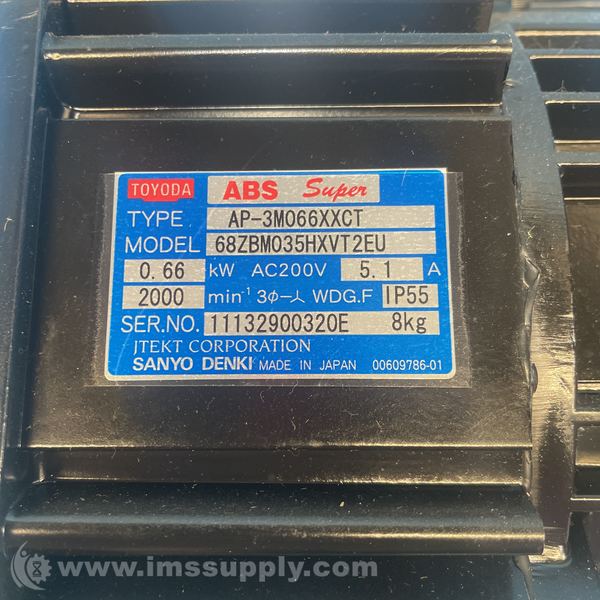 TOYODA ABS Super
TYPE AP-3M066XXCT
MODEL 68ZBM035HXVT2EU
0.66 kW AC200V 5.1 A
2000 min⁻¹ 3ϕ-人 WDG.F IP55
SER.NO. 11132900320E 8kg
JTEKT CORPORATION
SANYO DENKI MADE IN JAPAN 00609786-01
www.imssupply.com